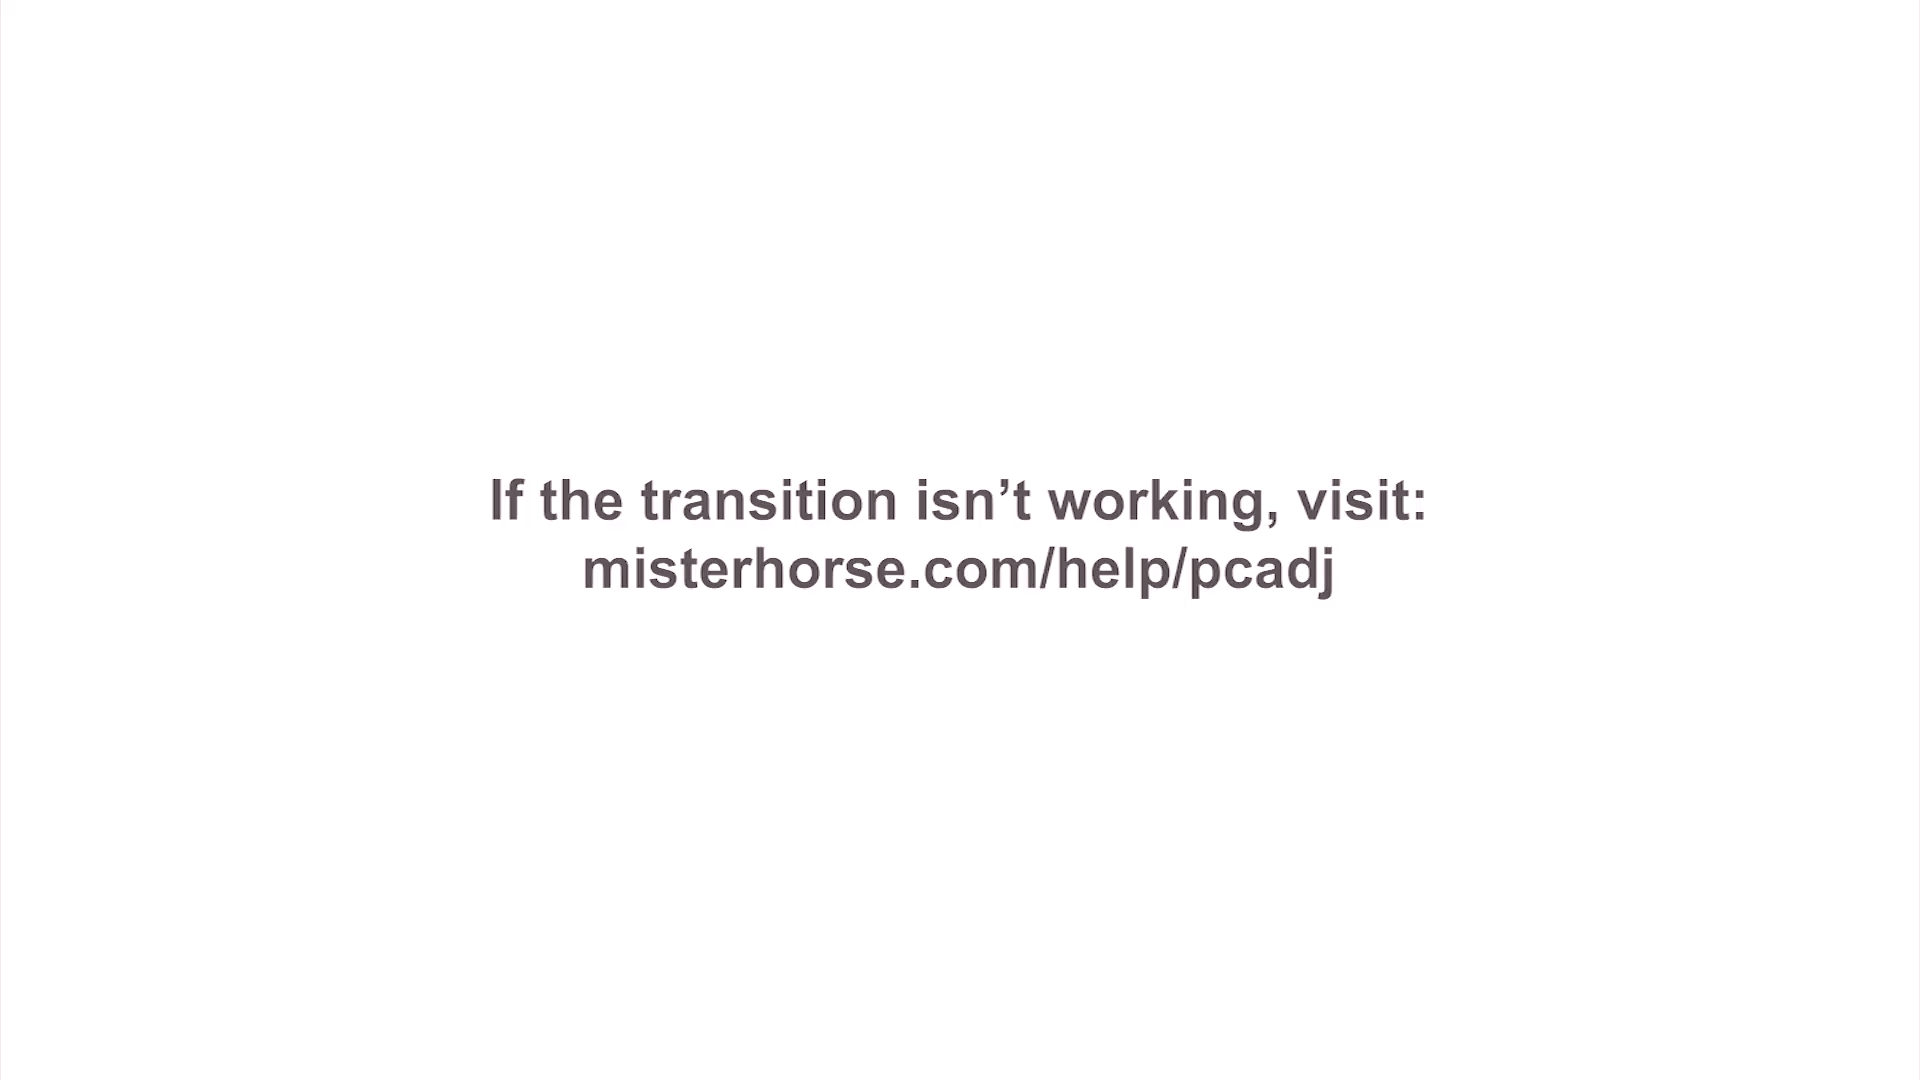 If the transition isn’t working, visit:
misterhorse.com/help/pcadj